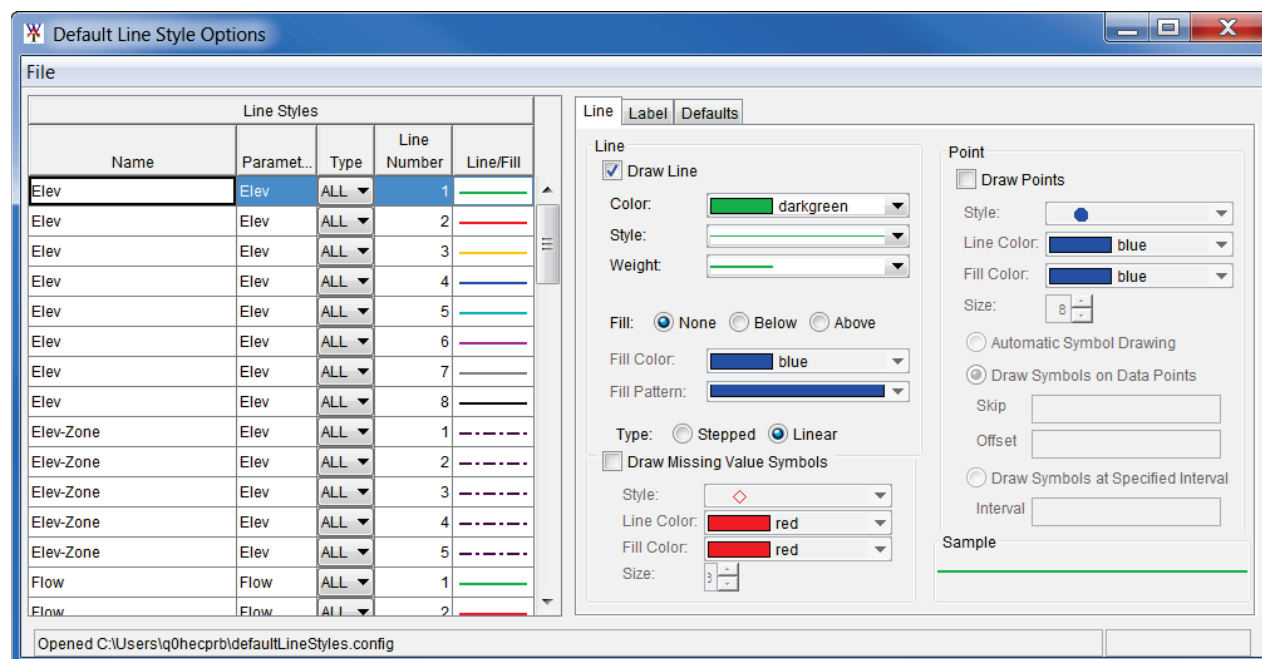 Default Line Style Options
File
Line Styles
Name Paramet... Type Line Number Line/Fill
Elev Elev ALL 1
Elev Elev ALL 2
Elev Elev ALL 3
Elev Elev ALL 4
Elev Elev ALL 5
Elev Elev ALL 6
Elev Elev ALL 7
Elev Elev ALL 8
Elev-Zone Elev ALL 1
Elev-Zone Elev ALL 2
Elev-Zone Elev ALL 3
Elev-Zone Elev ALL 4
Elev-Zone Elev ALL 5
Flow Flow ALL 1
Flow Flow ALL 2
Line Label Defaults
Line
Draw Line
Color: darkgreen
Style:
Weight:
Fill: None Below Above
Fill Color: blue
Fill Pattern:
Type: Stepped Linear
Draw Missing Value Symbols
Style:
Line Color: red
Fill Color: red
Size:
Point
Draw Points
Style:
Line Color: blue
Fill Color: blue
Size: 8
Automatic Symbol Drawing
Draw Symbols on Data Points
Skip
Offset
Draw Symbols at Specified Interval
Interval
Sample
Opened C:\Users\q0hecprb\defaultLineStyles.config